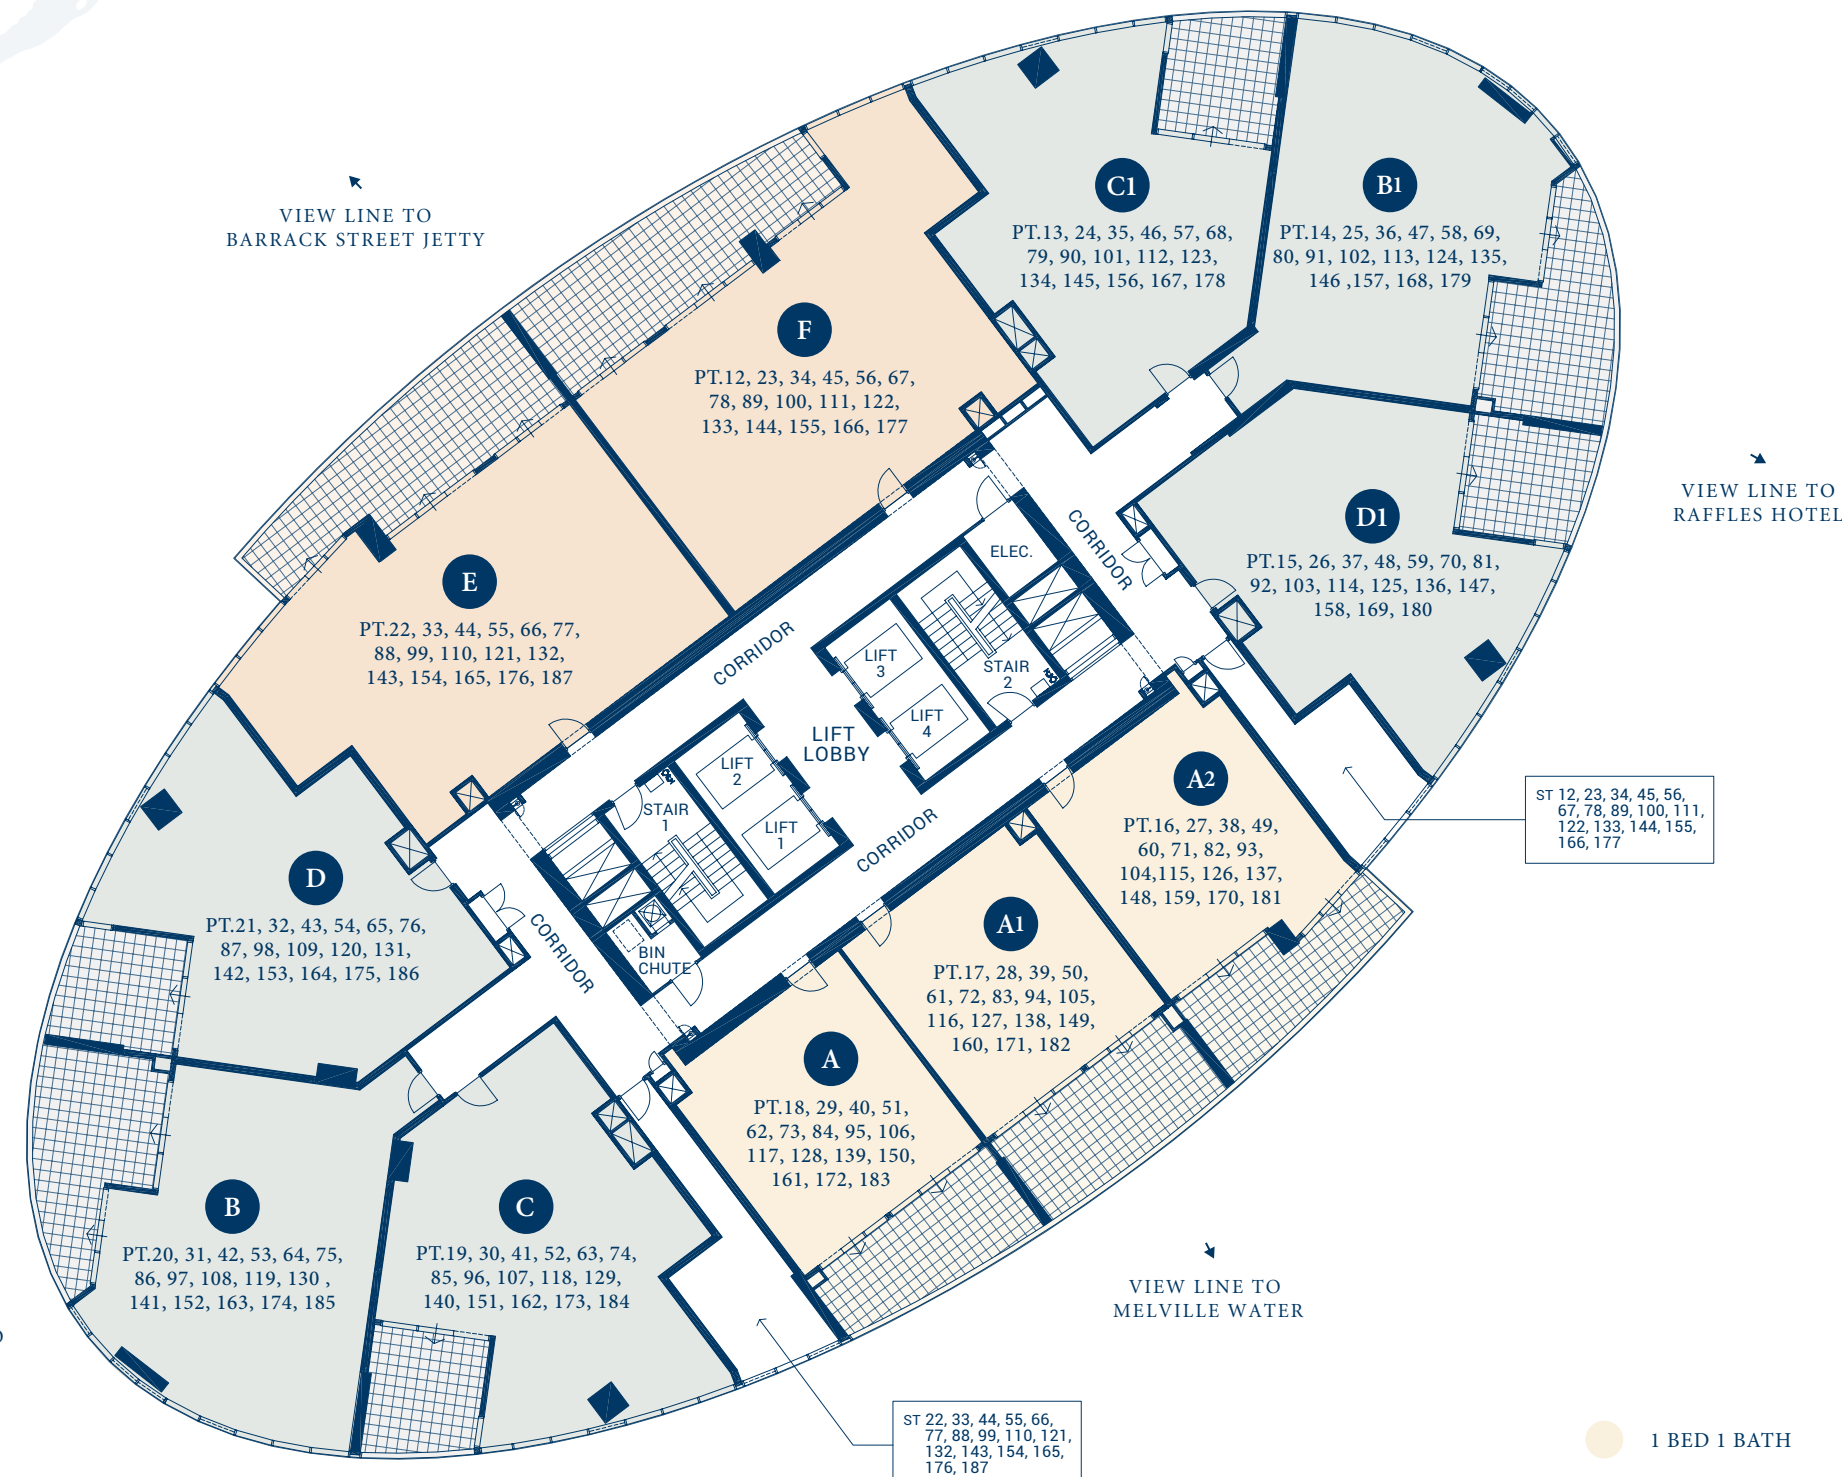 C1
PT.13, 24, 35, 46, 57, 68,
79, 90, 101, 112, 123,
134, 145, 156, 167, 178
B1
PT.14, 25, 36, 47, 58, 69,
80, 91, 102, 113, 124, 135,
146 ,157, 168, 179
VIEW LINE TO
BARRACK STREET JETTY
F
PT.12, 23, 34, 45, 56, 67,
78, 89, 100, 111, 122,
133, 144, 155, 166, 177
VIEW LINE TO
RAFFLES HOTEL
D1
PT.15, 26, 37, 48, 59, 70, 81,
92, 103, 114, 125, 136, 147,
158, 169, 180
E
PT.22, 33, 44, 55, 66, 77,
88, 99, 110, 121, 132,
143, 154, 165, 176, 187
CORRIDOR
ELEC.
CORRIDOR
LIFT
3
STAIR
2
LIFT
4
LIFT
LOBBY
LIFT
2
STAIR
1
LIFT
1
CORRIDOR
A2
PT.16, 27, 38, 49,
60, 71, 82, 93,
104,115, 126, 137,
148, 159, 170, 181
ST 12, 23, 34, 45, 56,
67, 78, 89, 100, 111,
122, 133, 144, 155,
166, 177
D
PT.21, 32, 43, 54, 65, 76,
87, 98, 109, 120, 131,
142, 153, 164, 175, 186
CORRIDOR
BIN
CHUTE
A1
PT.17, 28, 39, 50,
61, 72, 83, 94, 105,
116, 127, 138, 149,
160, 171, 182
A
PT.18, 29, 40, 51,
62, 73, 84, 95, 106,
117, 128, 139, 150,
161, 172, 183
B
PT.20, 31, 42, 53, 64, 75,
86, 97, 108, 119, 130 ,
141, 152, 163, 174, 185
C
PT.19, 30, 41, 52, 63, 74,
85, 96, 107, 118, 129,
140, 151, 162, 173, 184
VIEW LINE TO
MELVILLE WATER
ST 22, 33, 44, 55, 66,
77, 88, 99, 110, 121,
132, 143, 154, 165,
176, 187
1 BED 1 BATH